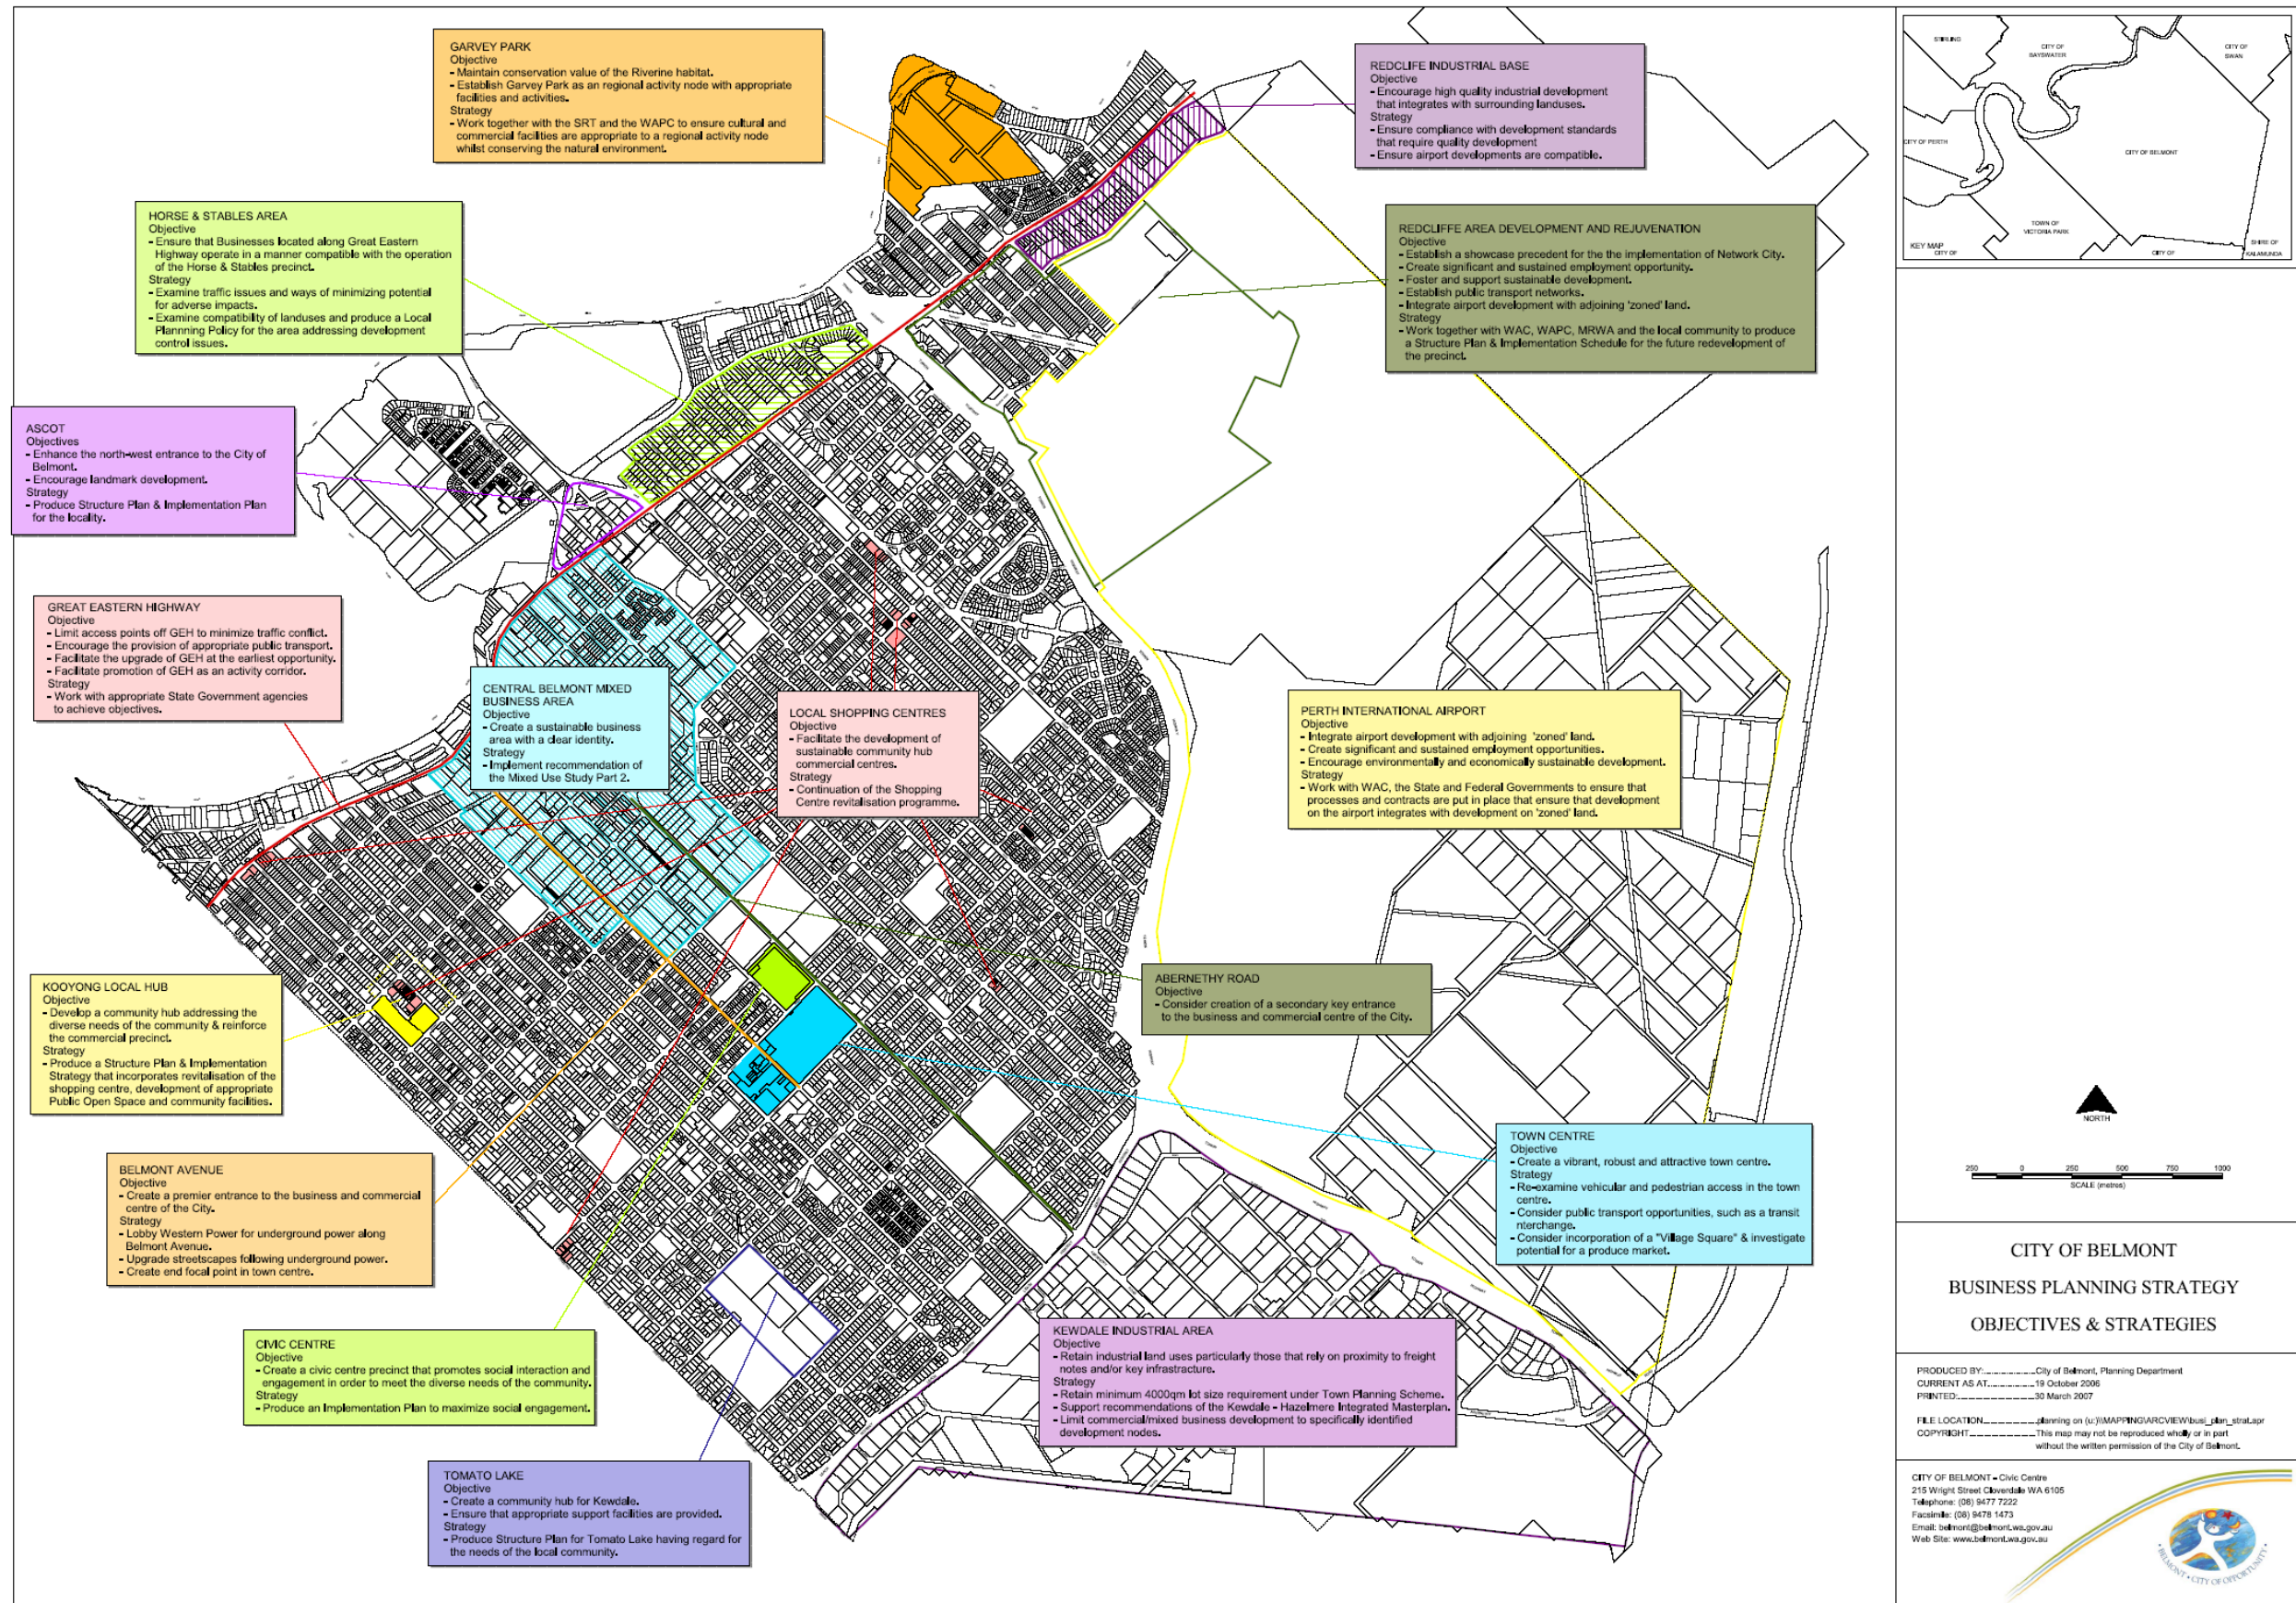 GARVEY PARK
Objective
- Maintain conservation value of the Riverine habitat.
- Establish Garvey Park as an regional activity node with appropriate
facilities and activities.
Strategy
- Work together with the SRT and the WAPC to ensure cultural and
commercial facilities are appropriate to a regional activity node
whilst conserving the natural environment.
REDCLIFE INDUSTRIAL BASE
Objective
- Encourage high quality industrial development
that integrates with surrounding landuses.
Strategy
- Ensure compliance with development standards
that require quality development
- Ensure airport developments are compatible.
HORSE & STABLES AREA
Objective
- Ensure that Businesses located along Great Eastern
Highway operate in a manner compatible with the operation
of the Horse & Stables precinct.
Strategy
- Examine traffic issues and ways of minimizing potential
for adverse impacts.
- Examine compatibility of landuses and produce a Local
Plannning Policy for the area addressing development
control issues.
REDCLIFFE AREA DEVELOPMENT AND REJUVENATION
Objective
- Establish a showcase precedent for the the implementation of Network City.
- Create significant and sustained employment opportunity.
- Foster and support sustainable development.
- Establish public transport networks.
- Integrate airport development with adjoining 'zoned' land.
Strategy
- Work together with WAC, WAPC, MRWA and the local community to produce
a Structure Plan & Implementation Schedule for the future redevelopment of
the precinct.
ASCOT
Objectives
- Enhance the north-west entrance to the City of
Belmont.
- Encourage landmark development.
Strategy
- Produce Structure Plan & Implementation Plan
for the locality.
GREAT EASTERN HIGHWAY
Objective
- Limit access points off GEH to minimize traffic conflict.
- Encourage the provision of appropriate public transport.
- Facilitate the upgrade of GEH at the earliest opportunity.
- Facilitate promotion of GEH as an activity corridor.
Strategy
- Work with appropriate State Government agencies
to achieve objectives.
CENTRAL BELMONT MIXED
BUSINESS AREA
Objective
- Create a sustainable business
area with a clear identity.
Strategy
- Implement recommendation of
the Mixed Use Study Part 2.
LOCAL SHOPPING CENTRES
Objective
- Facilitate the development of
sustainable community hub
commercial centres.
Strategy
- Continuation of the Shopping
Centre revitalisation programme.
PERTH INTERNATIONAL AIRPORT
Objective
- Integrate airport development with adjoining 'zoned' land.
- Create significant and sustained employment opportunities.
- Encourage environmentally and economically sustainable development.
Strategy
- Work with WAC, the State and Federal Governments to ensure that
processes and contracts are put in place that ensure that development
on the airport integrates with development on 'zoned' land.
KOOYONG LOCAL HUB
Objective
- Develop a community hub addressing the
diverse needs of the community & reinforce
the commercial precinct.
Strategy
- Produce a Structure Plan & Implementation
Strategy that incorporates revitalisation of the
shopping centre, development of appropriate
Public Open Space and community facilities.
ABERNETHY ROAD
Objective
- Consider creation of a secondary key entrance
to the business and commercial centre of the City.
BELMONT AVENUE
Objective
- Create a premier entrance to the business and commercial
centre of the City.
Strategy
- Lobby Western Power for underground power along
Belmont Avenue.
- Upgrade streetscapes following underground power.
- Create end focal point in town centre.
TOWN CENTRE
Objective
- Create a vibrant, robust and attractive town centre.
Strategy
- Re-examine vehicular and pedestrian access in the town
centre.
- Consider public transport opportunities, such as a transit
nterchange.
- Consider incorporation of a "Village Square" & investigate
potential for a produce market.
CIVIC CENTRE
Objective
- Create a civic centre precinct that promotes social interaction and
engagement in order to meet the diverse needs of the community.
Strategy
- Produce an Implementation Plan to maximize social engagement.
KEWDALE INDUSTRIAL AREA
Objective
- Retain industrial land uses particularly those that rely on proximity to freight
notes and/or key infrastracture.
Strategy
- Retain minimum 4000qm lot size requirement under Town Planning Scheme.
- Support recommendations of the Kewdale - Hazelmere Integrated Masterplan.
- Limit commercial/mixed business development to specifically identified
development nodes.
TOMATO LAKE
Objective
- Create a community hub for Kewdale.
- Ensure that appropriate support facilities are provided.
Strategy
- Produce Structure Plan for Tomato Lake having regard for
the needs of the local community.
STIRLING
CITY OF
BAYSWATER
CITY OF
SWAN
CITY OF PERTH
CITY OF BELMONT
TOWN OF
VICTORIA PARK
KEY MAP
CITY OF
CITY OF
SHIRE OF
KALAMUNDA
NORTH
250 0 250 500 750 1000
SCALE (metres)
CITY OF BELMONT
BUSINESS PLANNING STRATEGY
OBJECTIVES & STRATEGIES
PRODUCED BY: City of Belmont, Planning Department
CURRENT AS AT 19 October 2006
PRINTED: 30 March 2007
FILE LOCATION planning on (u:)\MAPPING\ARCVIEW\busi_plan_strat.apr
COPYRIGHT This map may not be reproduced wholly or in part
without the written permission of the City of Belmont.
CITY OF BELMONT - Civic Centre
215 Wright Street Cloverdale WA 6105
Telephone: (08) 9477 7222
Facsimile: (08) 9478 1473
Email: belmont@belmont.wa.gov.au
Web Site: www.belmont.wa.gov.au
BELMONT • CITY OF OPPORTUNITY